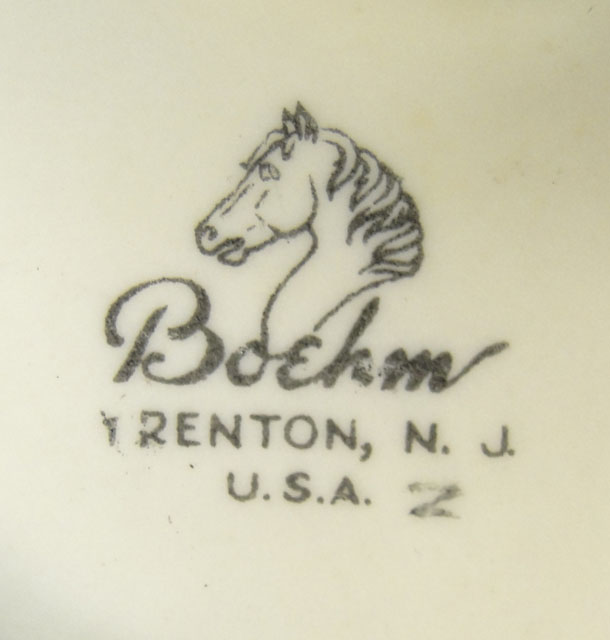 Boehm
TRENTON, N. J.
U.S.A. Z